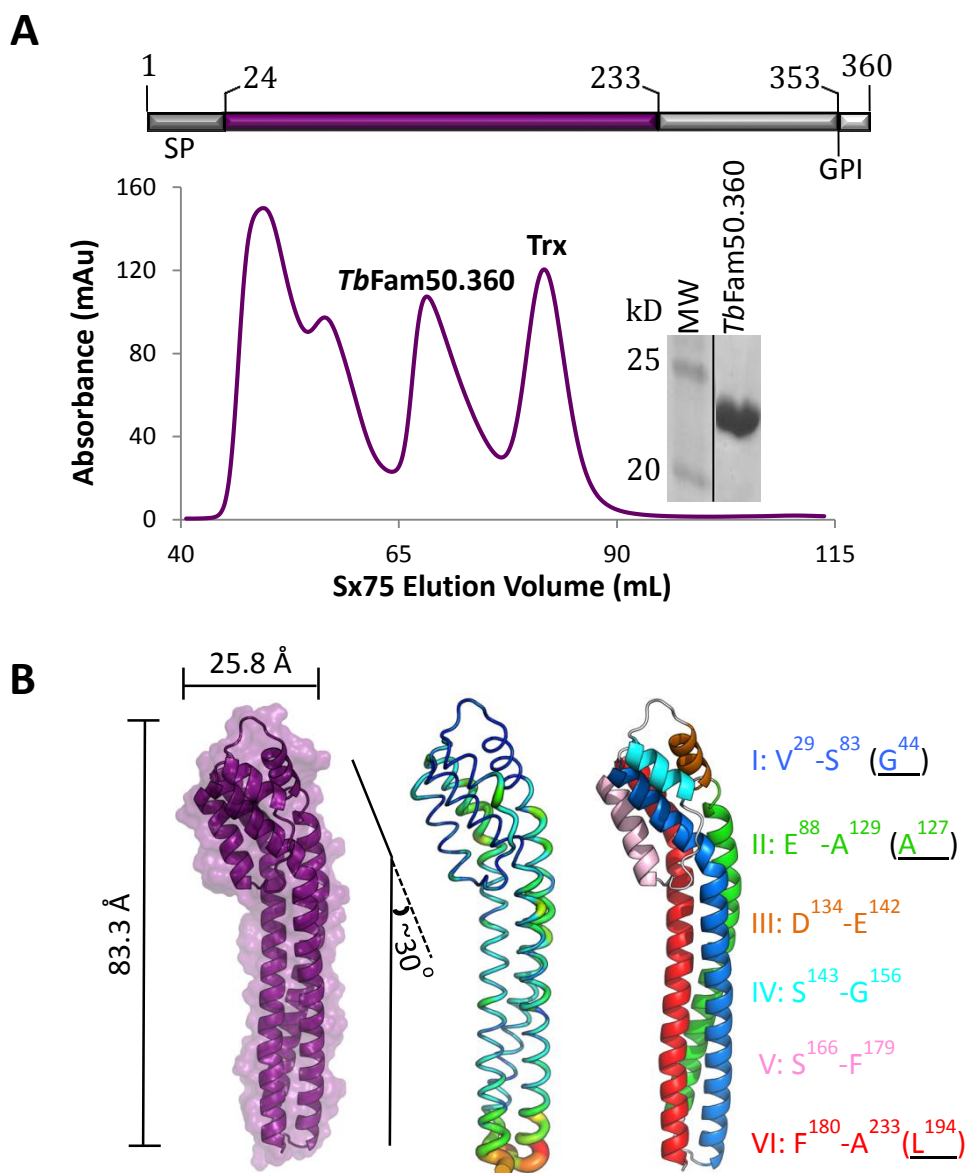 A
1 24 233 353 360
SP GPI
160
120
80
40
0
Absorbance (mAu)
TbFam50.360
Trx
kD
MW
TbFam50.360
25
20
40 65 90 115
Sx75 Elution Volume (mL)
B
25.8 Å
83.3 Å
~30°
I: V²⁹-S⁸³ (G⁴⁴)
II: E⁸⁸-A¹²⁹ (A¹²⁷)
III: D¹³⁴-E¹⁴²
IV: S¹⁴³-G¹⁵⁶
V: S¹⁶⁶-F¹⁷⁹
VI: F¹⁸⁰-A²³³(L¹⁹⁴)